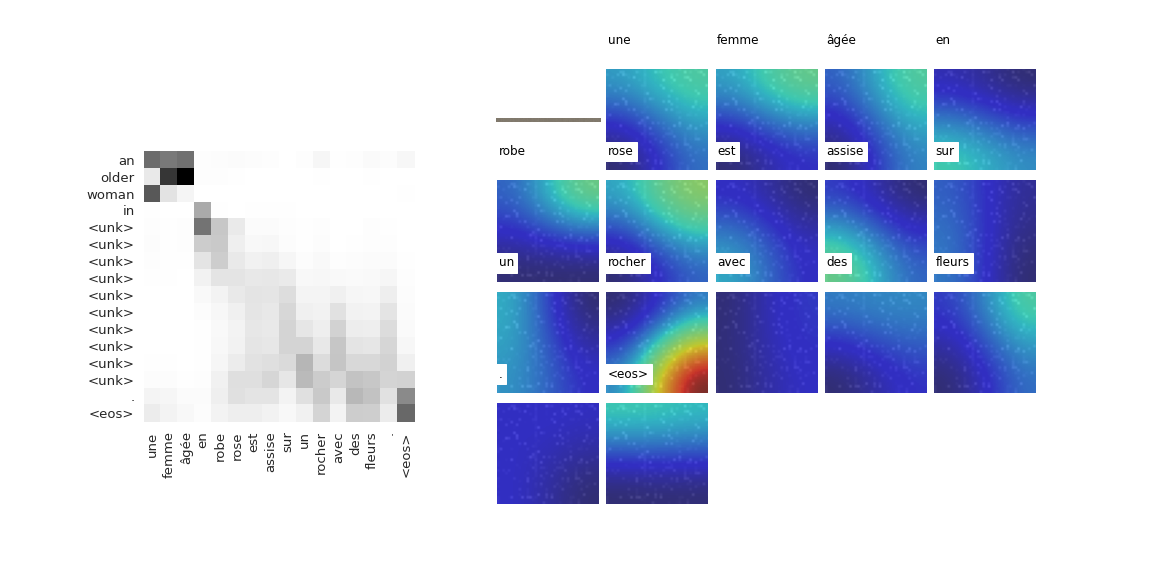 an
older
woman
in
<unk>
<unk>
<unk>
<unk>
<unk>
<unk>
<unk>
<unk>
<unk>
<unk>
.
<eos>
une femme âgée en robe rose est assise sur un rocher avec des fleurs . <eos>
une femme âgée en
robe rose est assise sur
un rocher avec des fleurs
. <eos>